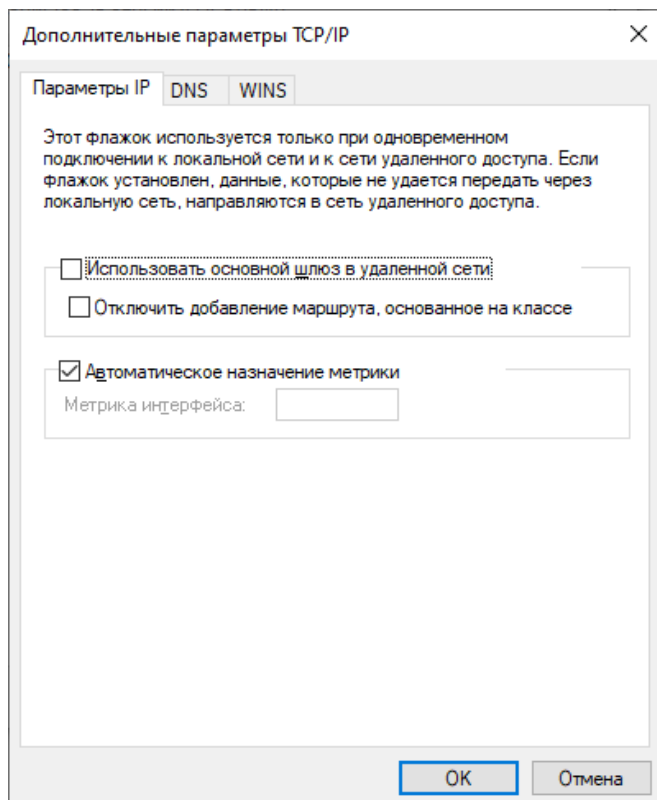 Дополнительные параметры TCP/IP
Параметры IP DNS WINS
Этот флажок используется только при одновременном
подключении к локальной сети и к сети удаленного доступа. Если
флажок установлен, данные, которые не удается передать через
локальную сеть, направляются в сеть удаленного доступа.
Использовать основной шлюз в удаленной сети
Отключить добавление маршрута, основанное на классе
Автоматическое назначение метрики
Метрика интерфейса:
OK Отмена